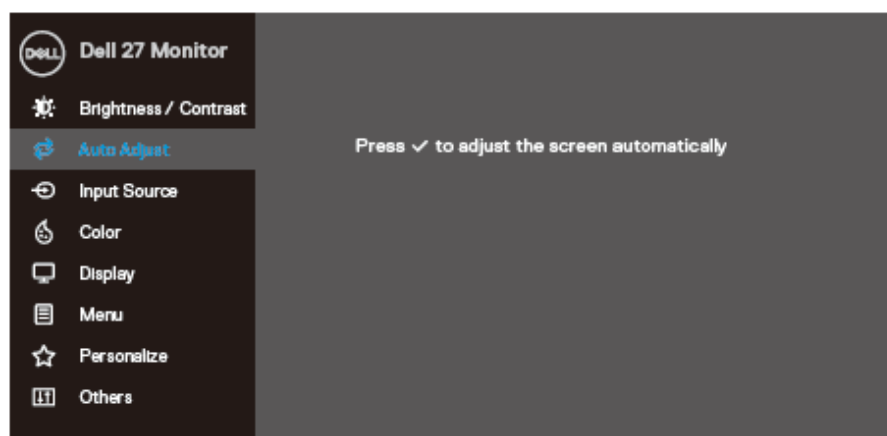 DELL Dell 27 Monitor
Brightness / Contrast
Auto Adjust
Press ✓ to adjust the screen automatically
Input Source
Color
Display
Menu
Personalize
Others